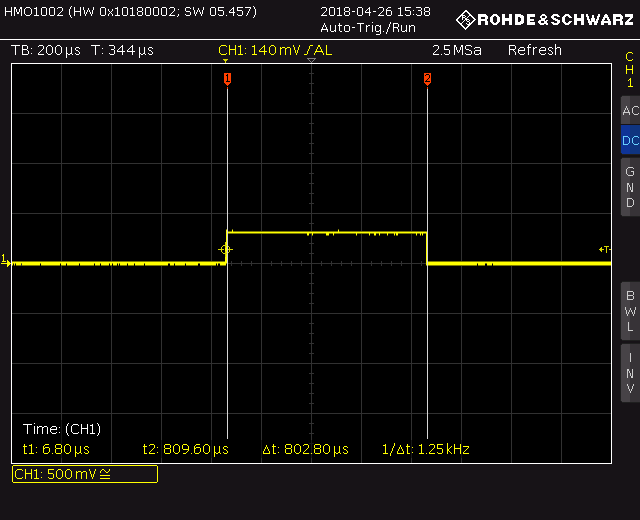 HMO1002 (HW 0x10180002; SW 05.457)
2018-04-26 15:38
Auto-Trig./Run
ROHDE&SCHWARZ
TB: 200 µs T: 344 µs
CH1: 140 mV AL
2.5 MSa
Refresh
CH1
1
2
AC
DC
GND
1
T
BWL
INV
Time: (CH1)
t1: 6.80 µs
t2: 809.60 µs
Δt: 802.80 µs
1/Δt: 1.25 kHz
CH1: 500 mV ≅